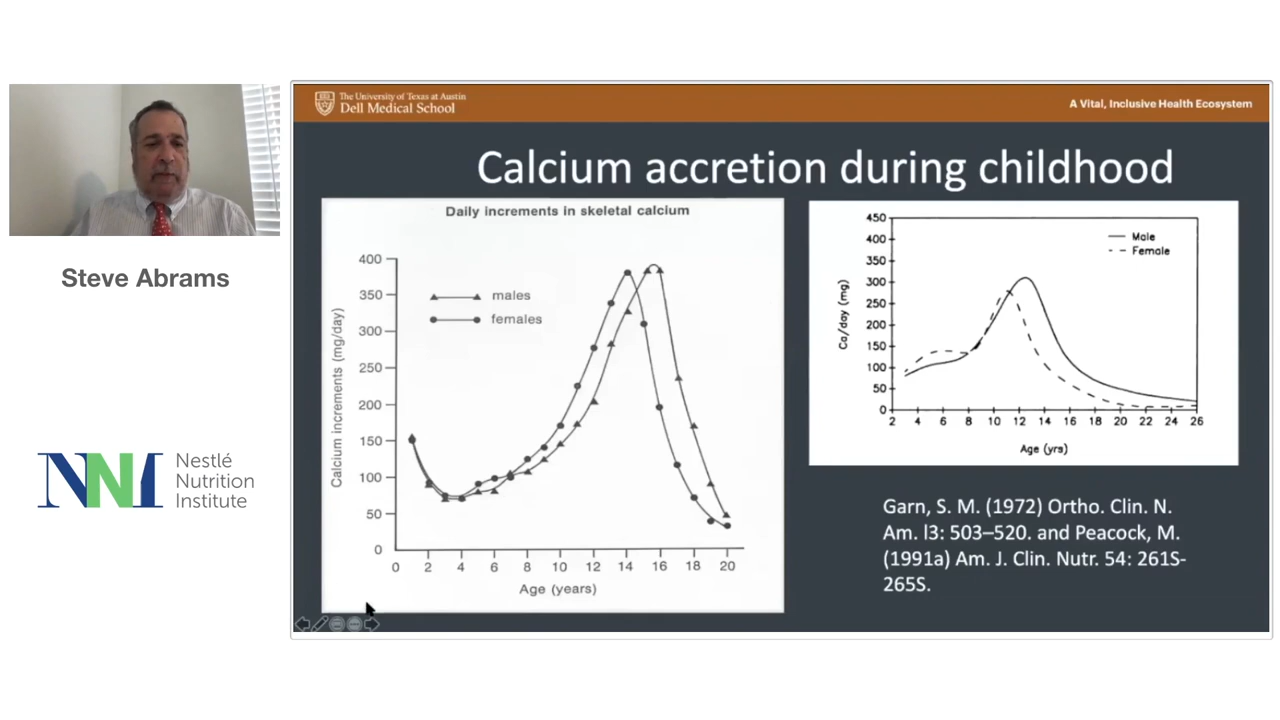 The University of Texas at Austin
Dell Medical School
A Vital, Inclusive Health Ecosystem
Calcium accretion during childhood
Steve Abrams
NNI
Nestlé
Nutrition
Institute
Daily increments in skeletal calcium
Calcium increments (mg/day)
400
350
300
250
200
150
100
50
0
males
females
0 2 4 6 8 10 12 14 16 18 20
Age (years)
Ca/day (mg)
450
400
350
300
250
200
150
100
50
0
Male
Female
2 4 6 8 10 12 14 16 18 20 22 24 26
Age (yrs)
Garn, S. M. (1972) Ortho. Clin. N.
Am. l3: 503–520. and Peacock, M.
(1991a) Am. J. Clin. Nutr. 54: 261S-
265S.